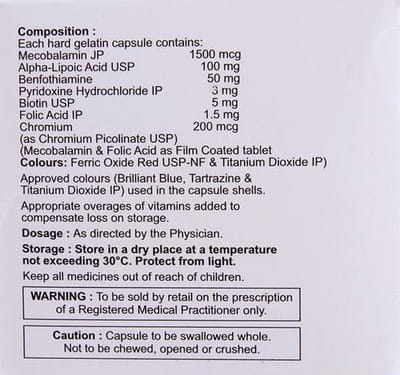 Composition :
Each hard gelatin capsule contains:
Mecobalamin JP 1500 mcg
Alpha-Lipoic Acid USP 100 mg
Benfothiamine 50 mg
Pyridoxine Hydrochloride IP 3 mg
Biotin USP 5 mg
Folic Acid IP 1.5 mg
Chromium 200 mcg
(as Chromium Picolinate USP)
(Mecobalamin & Folic Acid as Film Coated tablet
Colours: Ferric Oxide Red USP-NF & Titanium Dioxide IP)
Approved colours (Brilliant Blue, Tartrazine &
Titanium Dioxide IP) used in the capsule shells.
Appropriate overages of vitamins added to
compensate loss on storage.
Dosage : As directed by the Physician.
Storage : Store in a dry place at a temperature
not exceeding 30°C. Protect from light.
Keep all medicines out of reach of children.
WARNING : To be sold by retail on the prescription
of a Registered Medical Practitioner only.
Caution : Capsule to be swallowed whole.
Not to be chewed, opened or crushed.